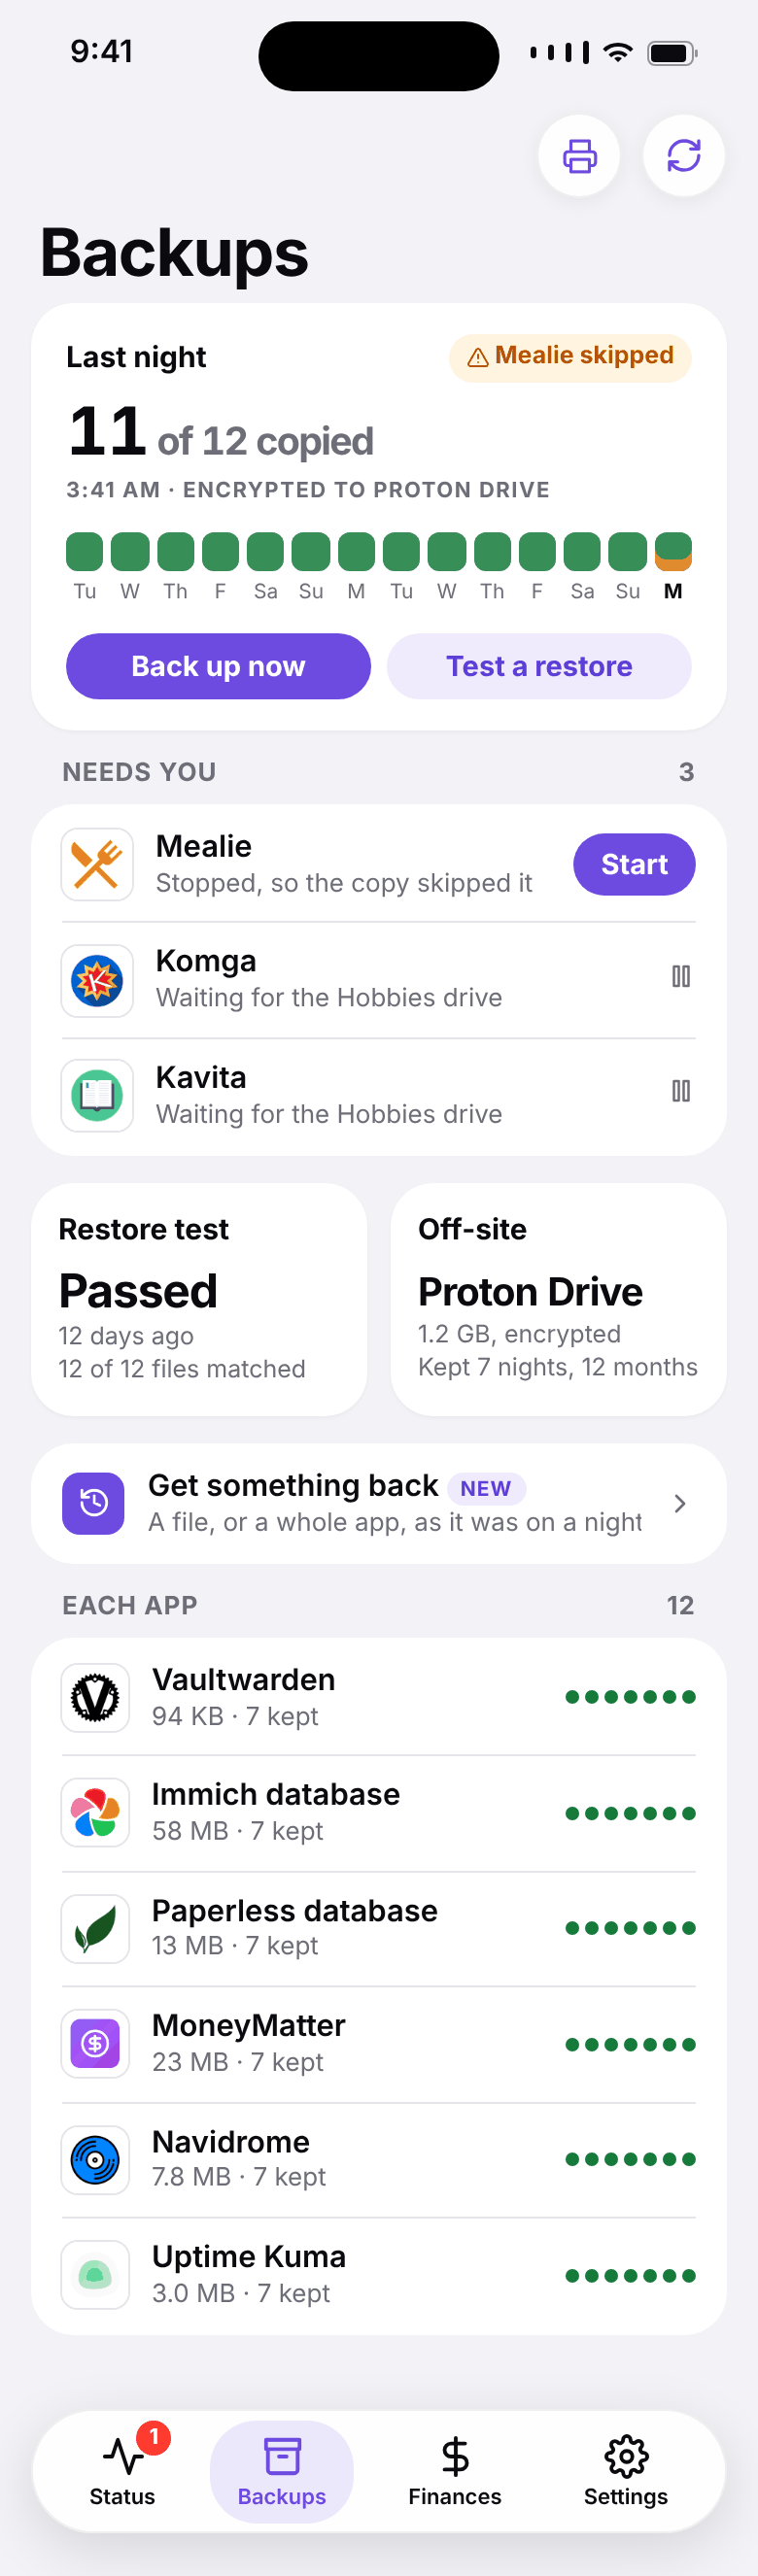 9:41
Backups
Last night
Mealie skipped
11 of 12 copied
3:41 AM · ENCRYPTED TO PROTON DRIVE
Tu W Th F Sa Su M Tu W Th F Sa Su M
Back up now
Test a restore
NEEDS YOU
3
Mealie
Stopped, so the copy skipped it
Start
Komga
Waiting for the Hobbies drive
Kavita
Waiting for the Hobbies drive
Restore test
Passed
12 days ago
12 of 12 files matched
Off-site
Proton Drive
1.2 GB, encrypted
Kept 7 nights, 12 months
Get something back NEW
A file, or a whole app, as it was on a night
EACH APP
12
Vaultwarden
94 KB · 7 kept
Immich database
58 MB · 7 kept
Paperless database
13 MB · 7 kept
MoneyMatter
23 MB · 7 kept
Navidrome
7.8 MB · 7 kept
Uptime Kuma
3.0 MB · 7 kept
1
Status
Backups
Finances
Settings